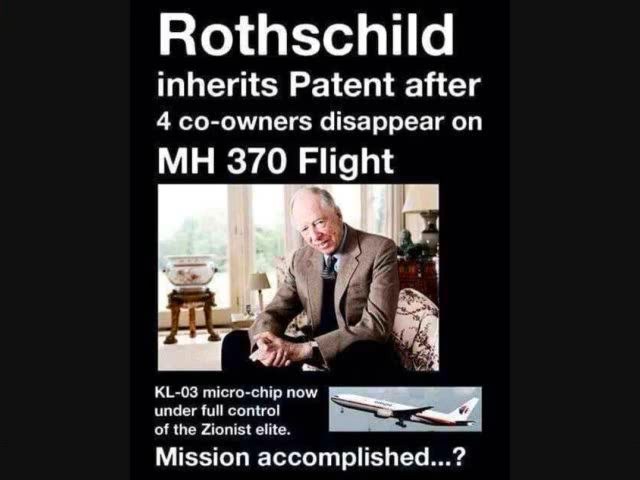 Rothschild
inherits Patent after
4 co-owners disappear on
MH 370 Flight
KL-03 micro-chip now
under full control
of the Zionist elite.
Mission accomplished...?